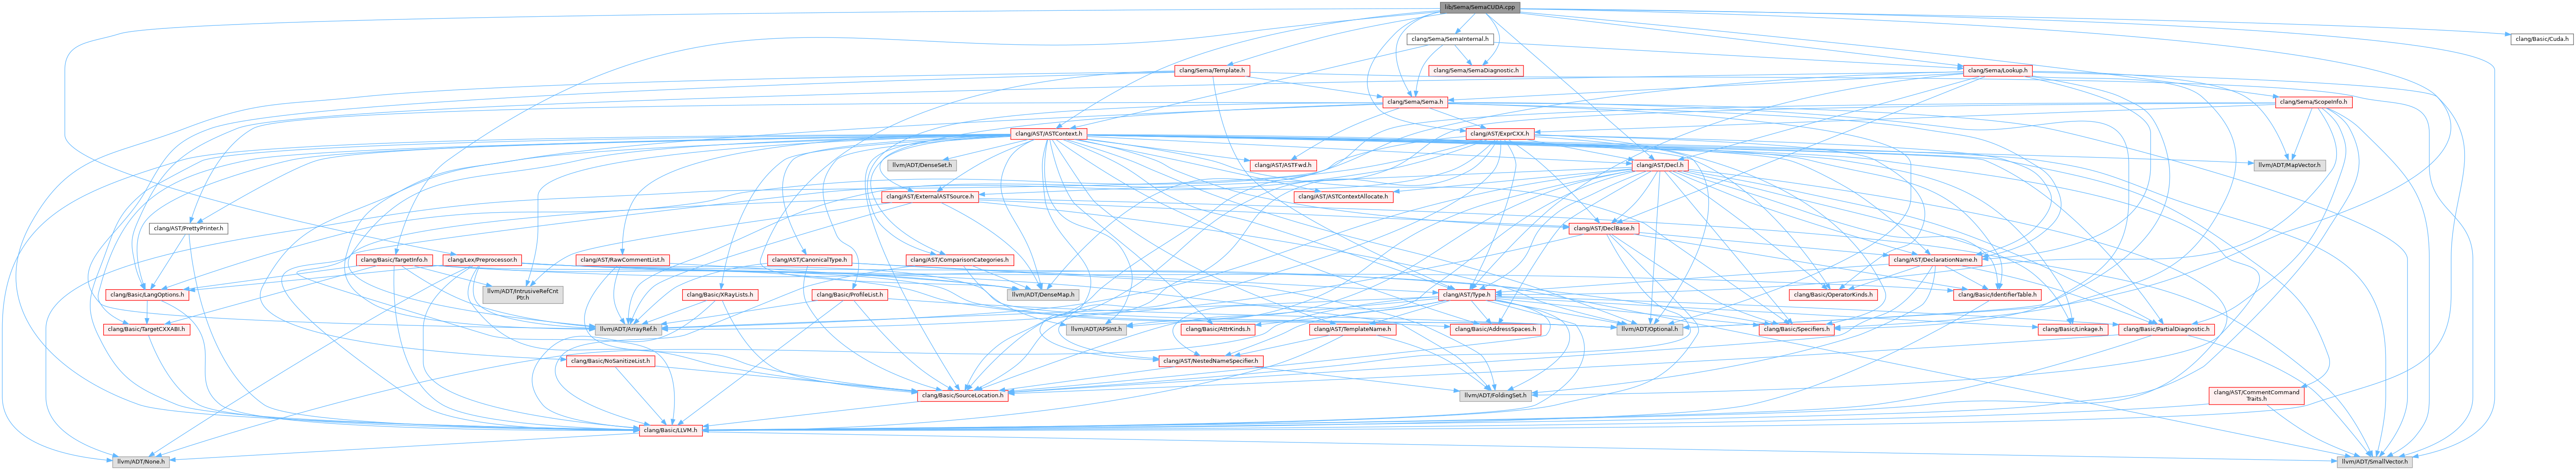 lib/Sema/SemaCUDA.cpp
clang/Sema/SemaInternal.h
clang/Basic/Cuda.h
clang/Sema/Template.h
clang/Sema/SemaDiagnostic.h
clang/Sema/Lookup.h
clang/Sema/Sema.h
clang/Sema/ScopeInfo.h
clang/AST/ASTContext.h
clang/AST/ExprCXX.h
llvm/ADT/DenseSet.h
clang/AST/ASTFwd.h
clang/AST/Decl.h
llvm/ADT/MapVector.h
clang/AST/ExternalASTSource.h
clang/AST/ASTContextAllocate.h
clang/AST/PrettyPrinter.h
clang/AST/DeclBase.h
clang/Basic/TargetInfo.h
clang/Lex/Preprocessor.h
clang/AST/RawCommentList.h
clang/AST/CanonicalType.h
clang/AST/ComparisonCategories.h
clang/AST/DeclarationName.h
clang/Basic/LangOptions.h
llvm/ADT/IntrusiveRefCnt
Ptr.h
clang/Basic/XRayLists.h
clang/Basic/ProfileList.h
llvm/ADT/DenseMap.h
clang/AST/Type.h
clang/Basic/OperatorKinds.h
clang/Basic/IdentifierTable.h
clang/Basic/TargetCXXABI.h
llvm/ADT/ArrayRef.h
llvm/ADT/APSInt.h
clang/Basic/AttrKinds.h
clang/AST/TemplateName.h
clang/Basic/AddressSpaces.h
llvm/ADT/Optional.h
clang/Basic/Specifiers.h
clang/Basic/Linkage.h
clang/Basic/PartialDiagnostic.h
clang/Basic/NoSanitizeList.h
clang/AST/NestedNameSpecifier.h
clang/Basic/SourceLocation.h
llvm/ADT/FoldingSet.h
clang/AST/CommentCommand
Traits.h
clang/Basic/LLVM.h
llvm/ADT/None.h
llvm/ADT/SmallVector.h